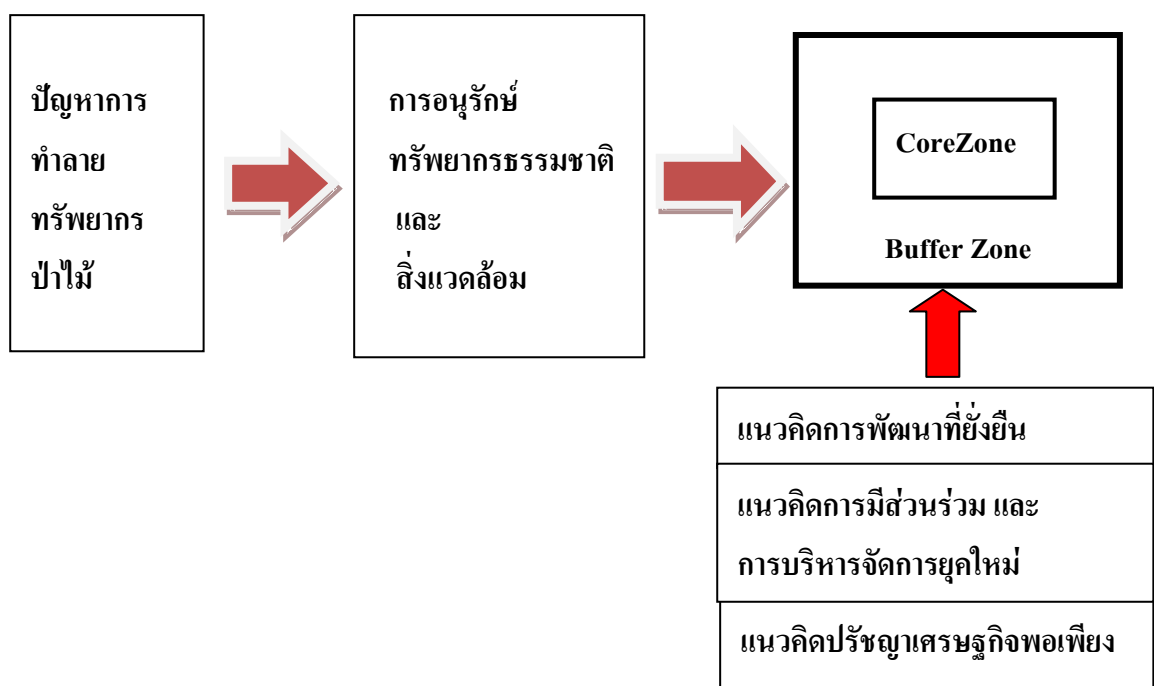 ปัญหาการ
ทำลาย
ทรัพยากร
ป่าไม้
การอนุรักษ์
ทรัพยากรธรรมชาติ
และ
สิ่งแวดล้อม
CoreZone
Buffer Zone
แนวคิดการพัฒนาที่ยั่งยืน
แนวคิดการมีส่วนร่วม และ
การบริหารจัดการยุคใหม่
แนวคิดปรัชญาเศรษฐกิจพอเพียง